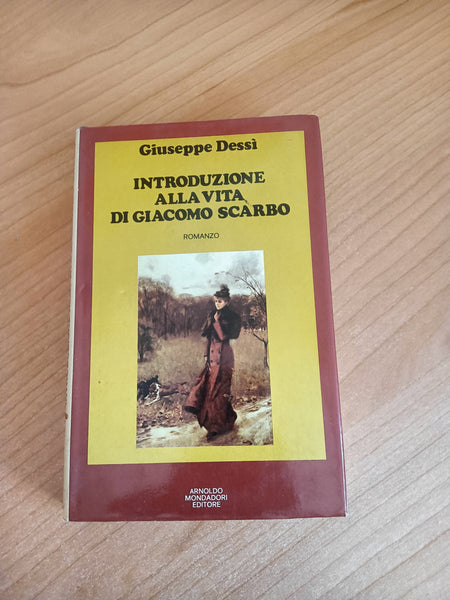 Giuseppe Dessì
INTRODUZIONE
ALLA VITA
DI GIACOMO SCARBO
ROMANZO
ARNOLDO
MONDADORI
EDITORE